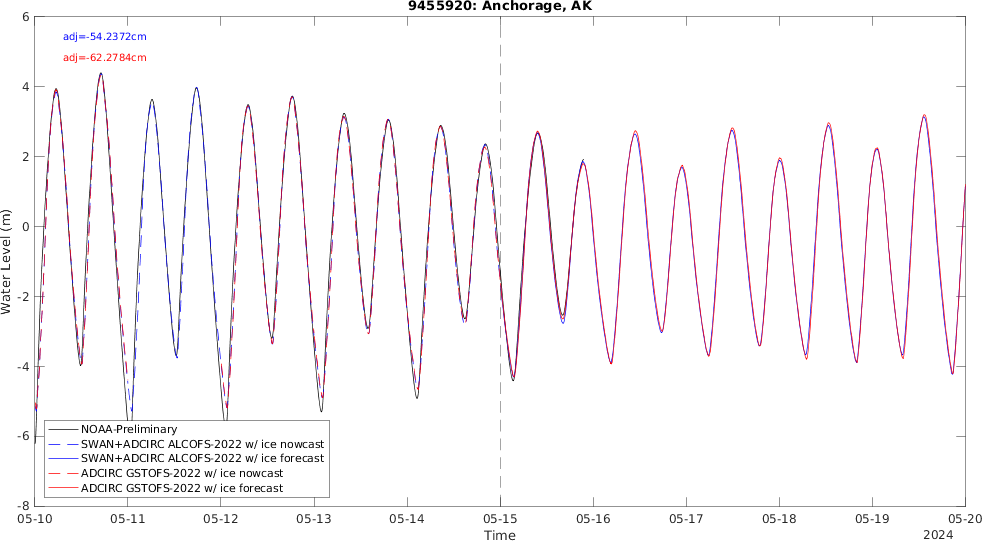 9455920: Anchorage, AK
adj=-54.2372cm
adj=-62.2784cm
Water Level (m)
6
4
2
0
-2
-4
-6
-8
NOAA-Preliminary
SWAN+ADCIRC ALCOFS-2022 w/ ice nowcast
SWAN+ADCIRC ALCOFS-2022 w/ ice forecast
ADCIRC GSTOFS-2022 w/ ice nowcast
ADCIRC GSTOFS-2022 w/ ice forecast
05-10 05-11 05-12 05-13 05-14 05-15 05-16 05-17 05-18 05-19 05-20
Time
2024